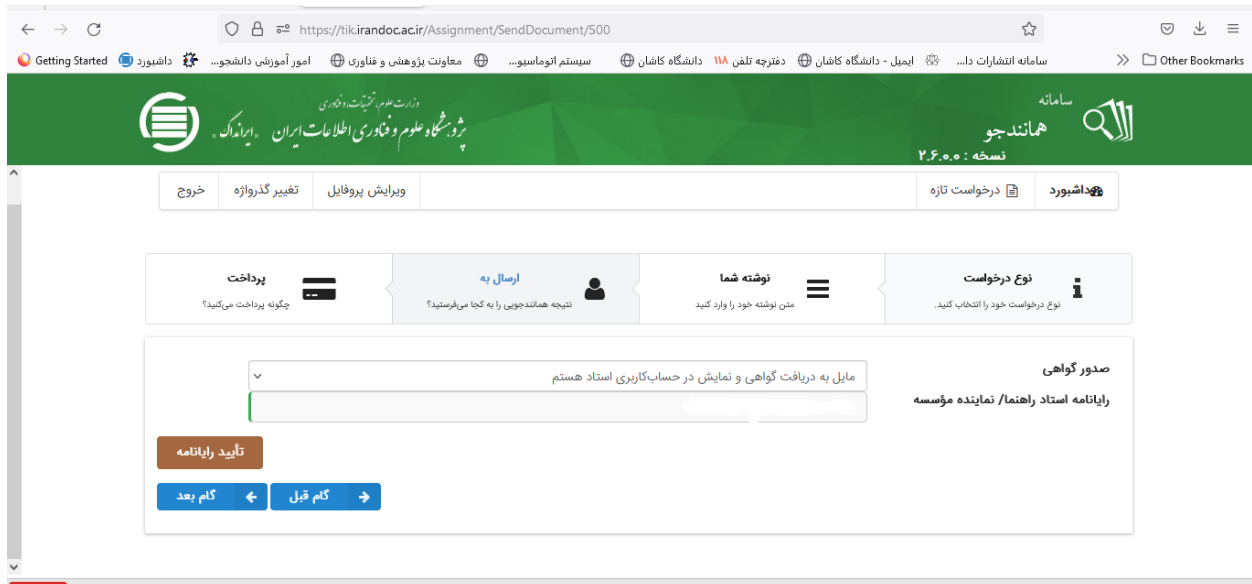 https://tik.irandoc.ac.ir/Assignment/SendDocument/500
Getting Started داشبورد امور آموزشی دانشجو... معاونت پژوهش و فناوری سیستم اتوماسیو... دانشگاه کاشان دفترچه تلفن ۱۱۸ ایمیل - دانشگاه کاشان سامانه انتشارات دا... Other Bookmarks
سامانه
همانندجو
نسخه : ۲.۶.۰.۰
وزارت علوم، تحقیقات، و فناوری
پژوهشگاه علوم و فناوری اطلاعات ایران «ایرانداک»
داشبورد درخواست تازه ویرایش پروفایل تغییر گذرواژه خروج
نوع درخواست
نوع درخواست خود را انتخاب کنید.
نوشته شما
متن نوشته خود را وارد کنید
ارسال به
نتیجه همانندجویی را به کجا می‌فرستید؟
پرداخت
چگونه پرداخت می‌کنید؟
صدور گواهی
مایل به دریافت گواهی و نمایش در حساب‌کاربری استاد هستم
رایانامه استاد راهنما/ نماینده مؤسسه
تأیید رایانامه
گام قبل گام بعد